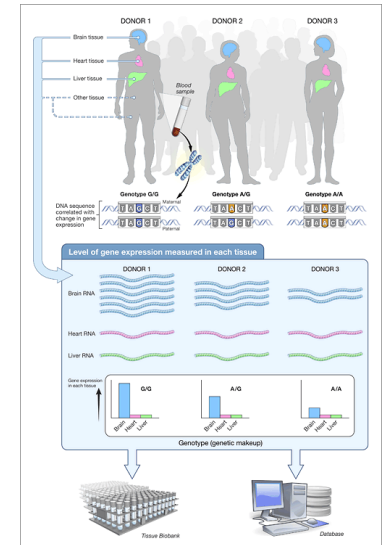 DONOR 1
DONOR 2
DONOR 3
Brain tissue
Heart tissue
Liver tissue
Other tissue
Blood
sample
Genotype G/G
Genotype A/G
Genotype A/A
DNA sequence
correlated with
change in gene
expression
Maternal
T A G C T
T A G C T
Paternal
T A A C T
T A G C T
T A A C T
T A A C T
Level of gene expression measured in each tissue
DONOR 1
DONOR 2
DONOR 3
Brain RNA
Heart RNA
Liver RNA
Gene expression
in each tissue
G/G
A/G
A/A
Brain
Heart
Liver
Brain
Heart
Liver
Brain
Heart
Liver
Genotype (genetic makeup)
Tissue Biobank
Database